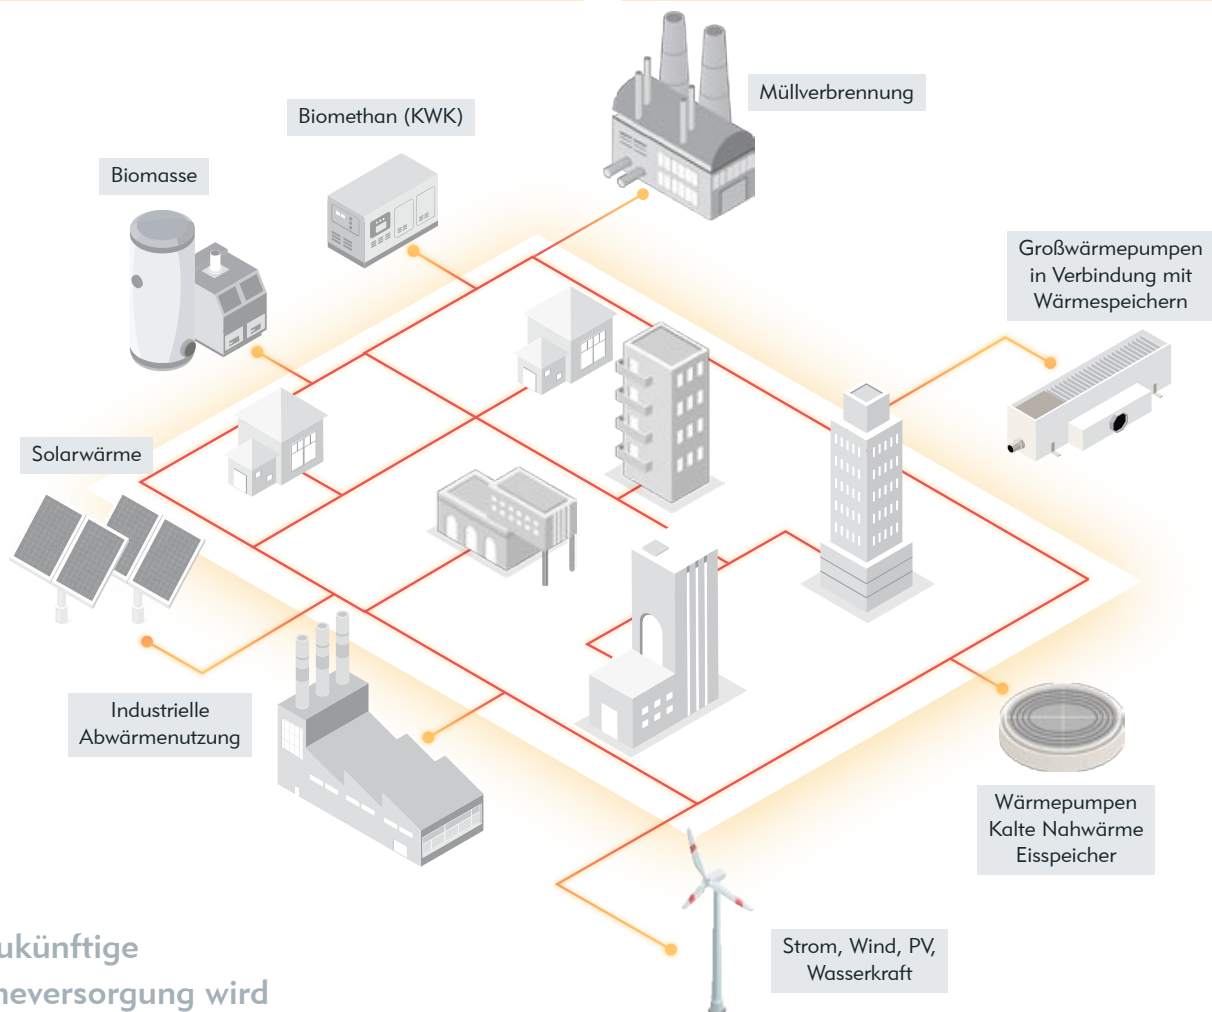 Müllverbrennung
Biomethan (KWK)
Biomasse
Großwärmepumpen
in Verbindung mit
Wärmespeichern
Solarwärme
Industrielle
Abwärmenutzung
Wärmepumpen
Kalte Nahwärme
Eisspeicher
Strom, Wind, PV,
Wasserkraft
ukünftige
neversorgung wird